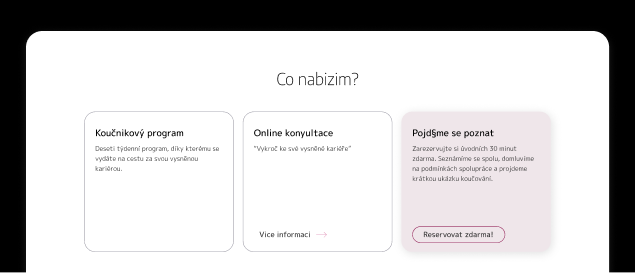 Co nabizim?
Koučnikový program
Deseti týdenní program, díky kterému se
vydáte na cestu za svou vysněnou
kariérou.
Online konyultace
"Vykroč ke své vysněné kariéře"
Více informací
Pojd§me se poznat
Zarezervujte si úvodních 30 minut
zdarma. Seznámíme se spolu, domluvíme
na podmínkách spolupráce a projdeme
krátkou ukázku koučování.
Reservovat zdarma!